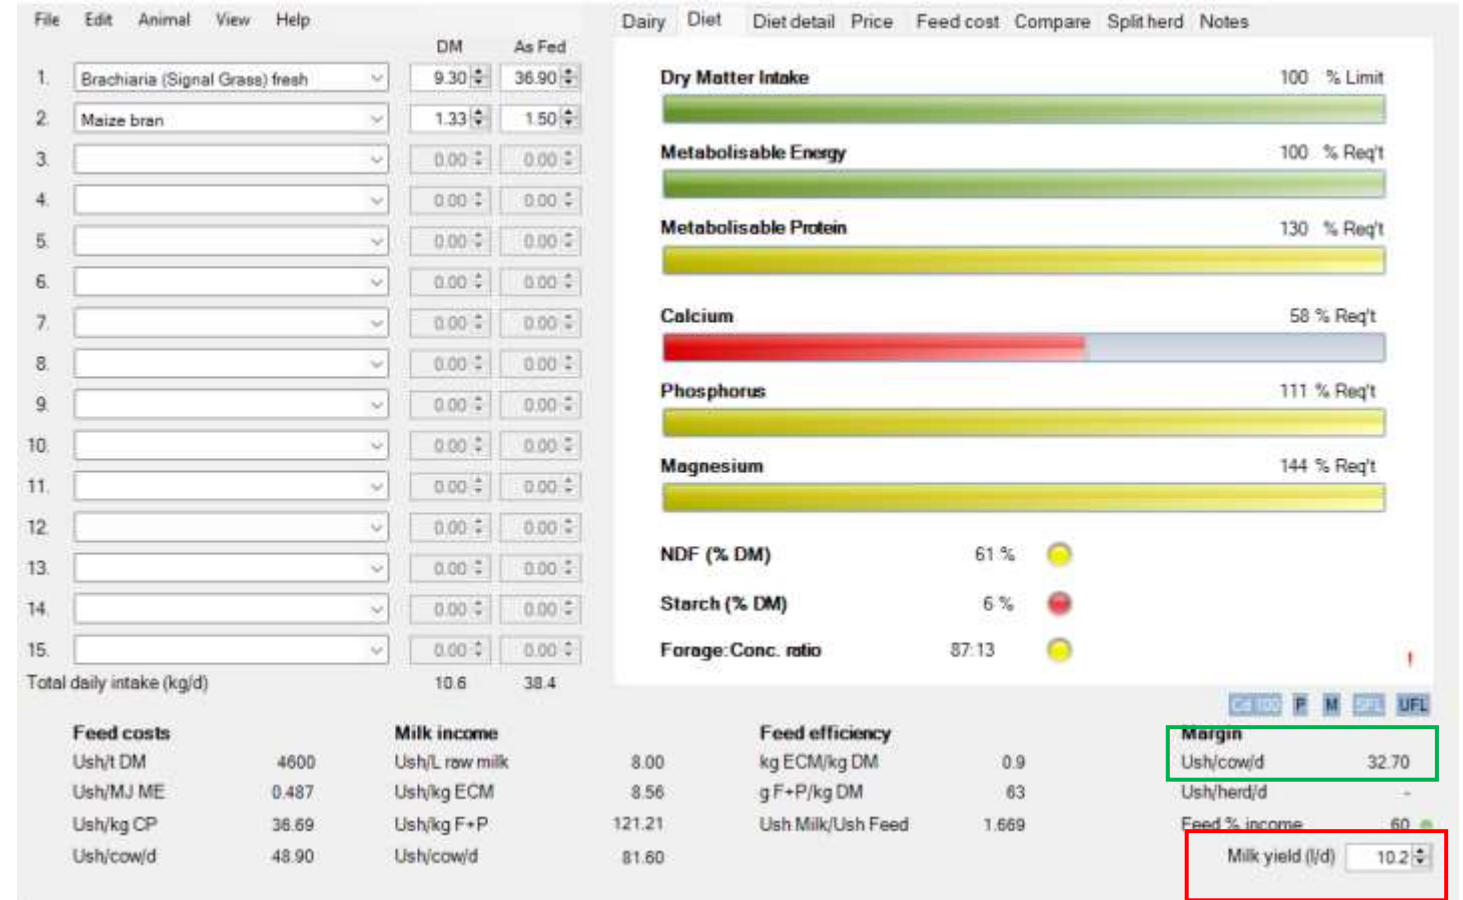 File Edit Animal View Help
DM As Fed
1. Brachiaria (Signal Grass) fresh 9.30 36.90
2. Maize bran 1.33 1.50
3. 0.00 0.00
4. 0.00 0.00
5. 0.00 0.00
6. 0.00 0.00
7. 0.00 0.00
8. 0.00 0.00
9. 0.00 0.00
10. 0.00 0.00
11. 0.00 0.00
12. 0.00 0.00
13. 0.00 0.00
14. 0.00 0.00
15. 0.00 0.00
Total daily intake (kg/d) 10.6 38.4
Dairy Diet Diet detail Price Feed cost Compare Split herd Notes
Dry Matter Intake 100 % Limit
Metabolisable Energy 100 % Req't
Metabolisable Protein 130 % Req't
Calcium 58 % Req't
Phosphorus 111 % Req't
Magnesium 144 % Req't
NDF (% DM) 61 %
Starch (% DM) 6 %
Forage:Conc. ratio 87:13
!
P M UFL
Feed costs
Ush/t DM 4600
Ush/MJ ME 0.487
Ush/kg CP 36.69
Ush/cow/d 48.90
Milk income
Ush/L raw milk 8.00
Ush/kg ECM 8.56
Ush/kg F+P 121.21
Ush/cow/d 81.60
Feed efficiency
kg ECM/kg DM 0.9
g F+P/kg DM 63
Ush Milk/Ush Feed 1.669
Margin
Ush/cow/d 32.70
Ush/herd/d -
Feed % income 60
Milk yield (l/d) 10.2